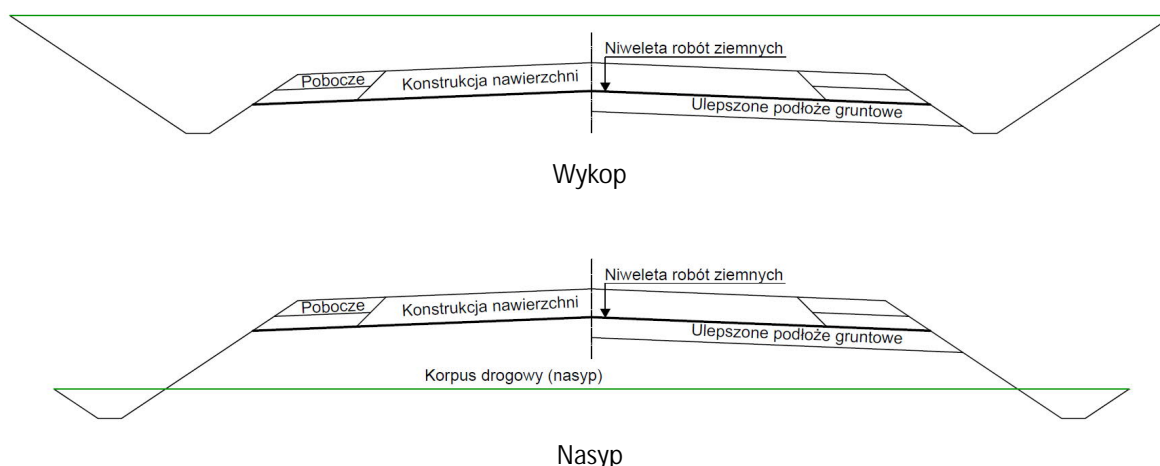 Niweleta robót ziemnych
Pobocze
Konstrukcja nawierzchni
Ulepszone podłoże gruntowe
Wykop
Niweleta robót ziemnych
Pobocze
Konstrukcja nawierzchni
Ulepszone podłoże gruntowe
Korpus drogowy (nasyp)
Nasyp